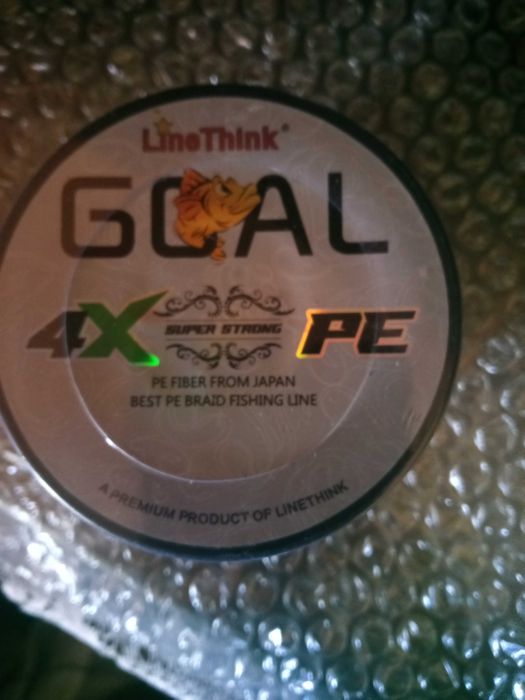 LineThink®
GOAL
4X SUPER STRONG PE
PE FIBER FROM JAPAN
BEST PE BRAID FISHING LINE
A PREMIUM PRODUCT OF LINETHINK